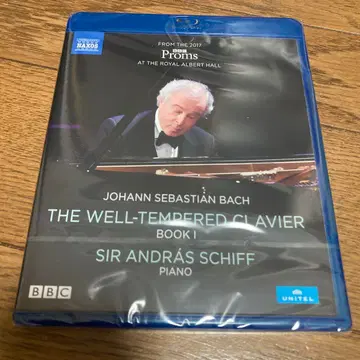 NAXOS
FROM THE 2017
BBC
Proms
AT THE ROYAL ALBERT HALL
JOHANN SEBASTIAN BACH
THE WELL-TEMPERED CLAVIER
BOOK I
SIR ANDRÁS SCHIFF
PIANO
BBC
UNITEL